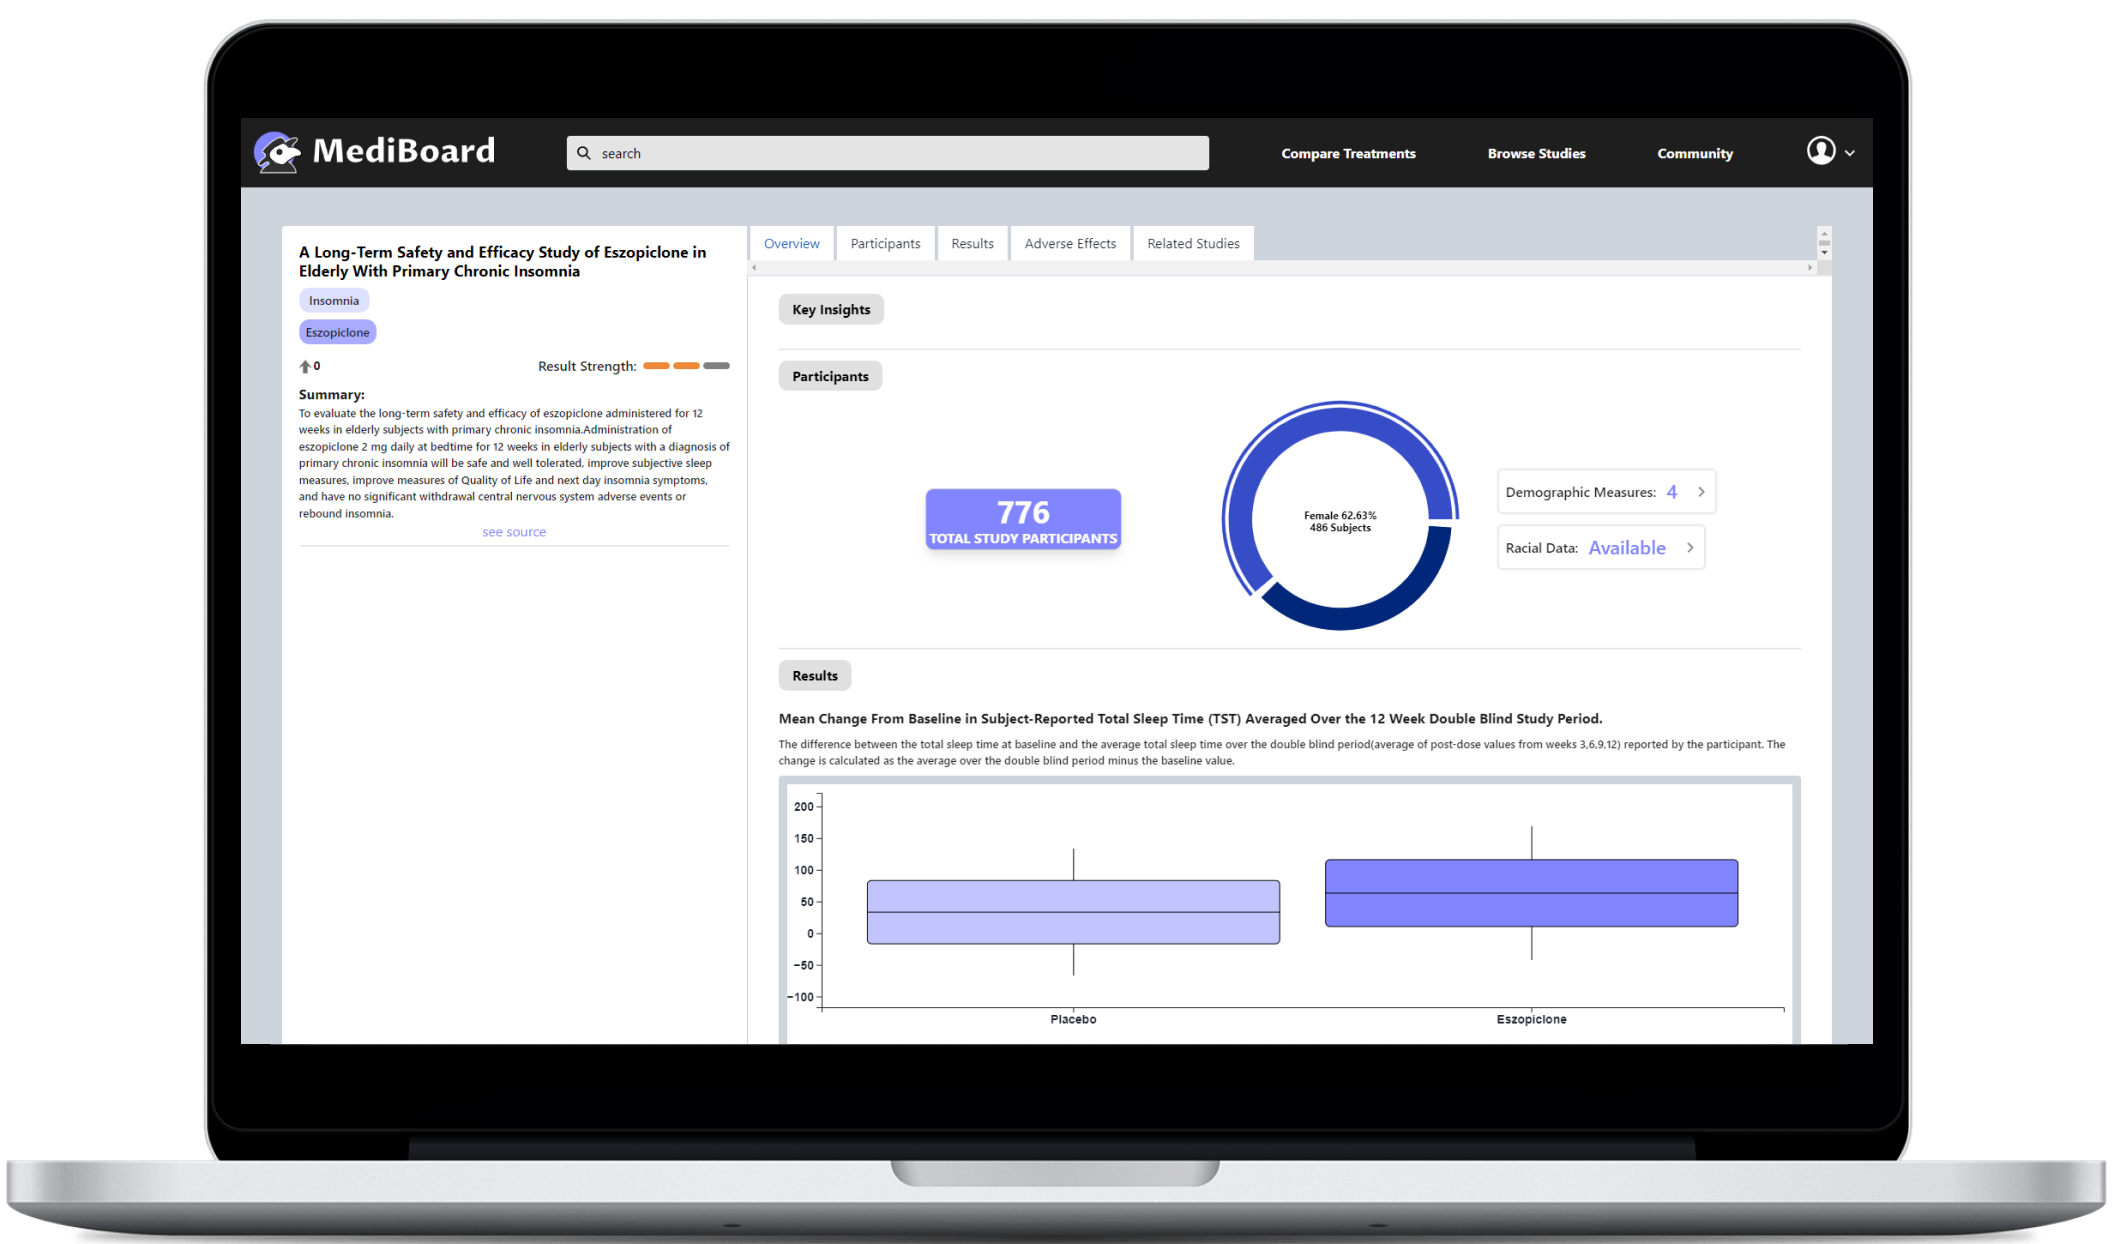 MediBoard
search
Compare Treatments
Browse Studies
Community
A Long-Term Safety and Efficacy Study of Eszopiclone in
Elderly With Primary Chronic Insomnia
Insomnia
Eszopiclone
0
Result Strength:
Summary:
To evaluate the long-term safety and efficacy of eszopiclone administered for 12
weeks in elderly subjects with primary chronic insomnia.Administration of
eszopiclone 2 mg daily at bedtime for 12 weeks in elderly subjects with a diagnosis of
primary chronic insomnia will be safe and well tolerated, improve subjective sleep
measures, improve measures of Quality of Life and next day insomnia symptoms,
and have no significant withdrawal central nervous system adverse events or
rebound insomnia.
see source
Overview
Participants
Results
Adverse Effects
Related Studies
Key Insights
Participants
776
TOTAL STUDY PARTICIPANTS
Female 62.63%
486 Subjects
Demographic Measures: 4
Racial Data: Available
Results
Mean Change From Baseline in Subject-Reported Total Sleep Time (TST) Averaged Over the 12 Week Double Blind Study Period.
The difference between the total sleep time at baseline and the average total sleep time over the double blind period(average of post-dose values from weeks 3,6,9,12) reported by the participant. The
change is calculated as the average over the double blind period minus the baseline value.
200
150
100
50
0
−50
−100
Placebo
Eszopiclone